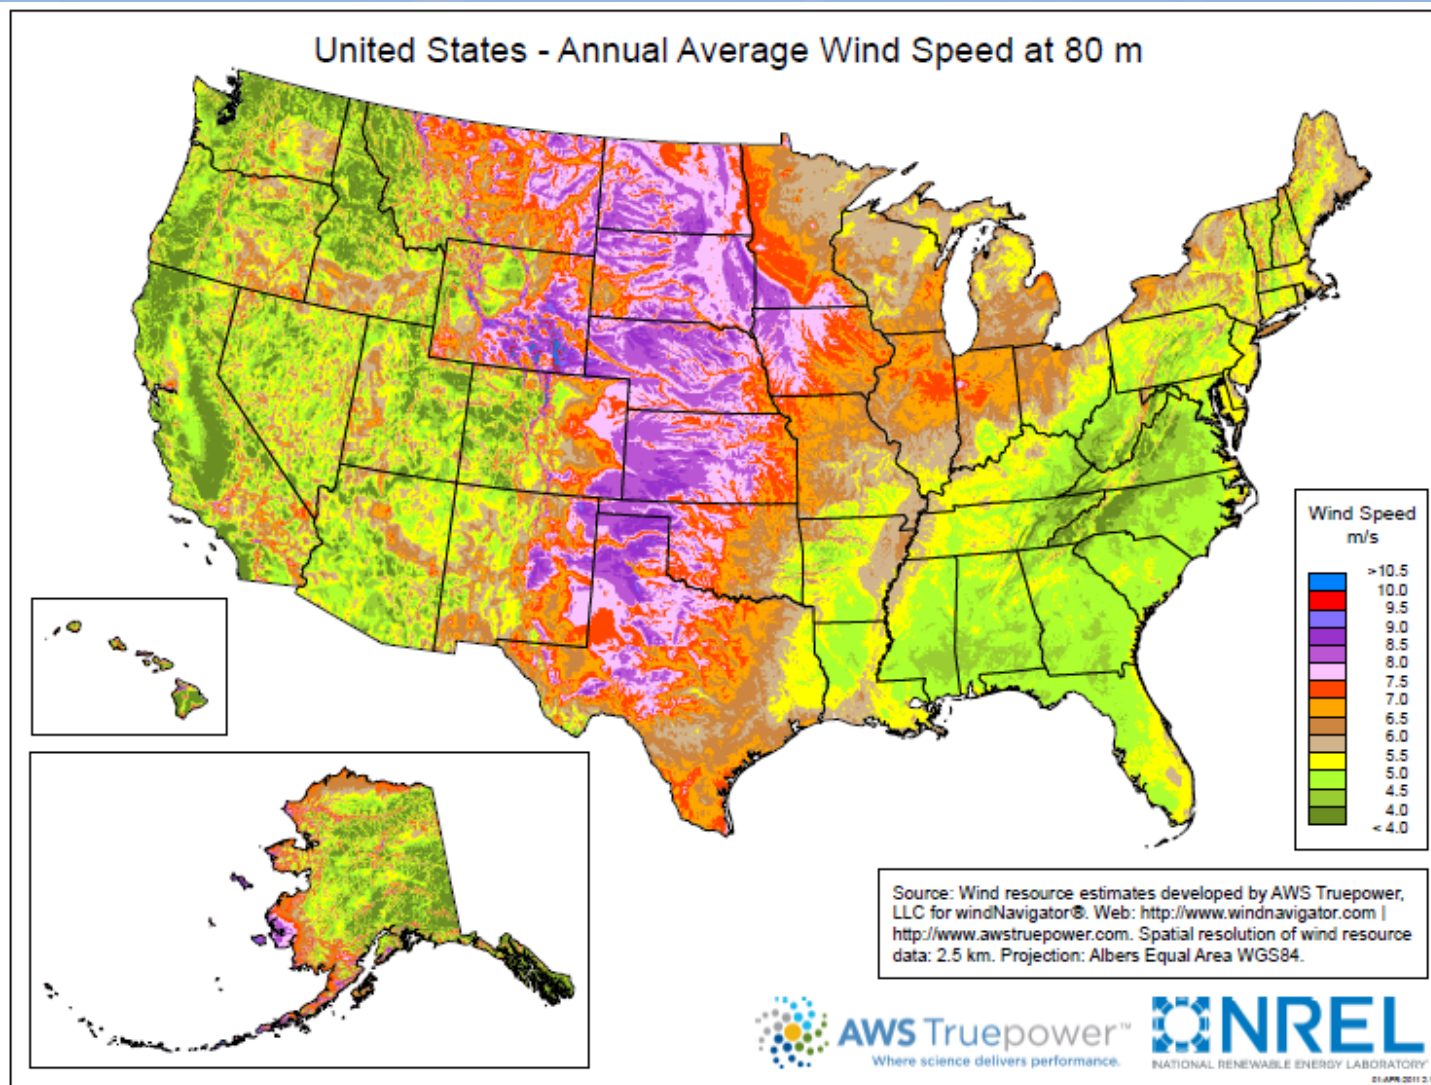 United States - Annual Average Wind Speed at 80 m
Wind Speed
m/s
>10.5
10.0
9.5
9.0
8.5
8.0
7.5
7.0
6.5
6.0
5.5
5.0
4.5
4.0
< 4.0
Source: Wind resource estimates developed by AWS Truepower,
LLC for windNavigator®. Web: http://www.windnavigator.com |
http://www.awstruepower.com. Spatial resolution of wind resource
data: 2.5 km. Projection: Albers Equal Area WGS84.
AWS Truepower™
Where science delivers performance.
NREL
NATIONAL RENEWABLE ENERGY LABORATORY
01-APR-2011